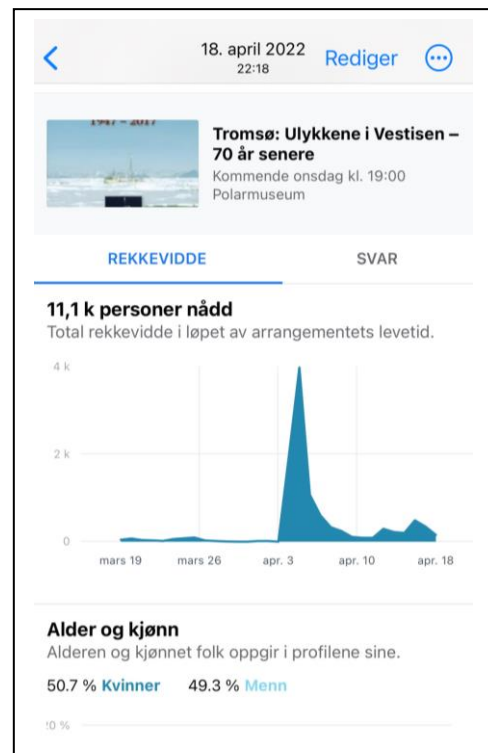 18. april 2022
22:18
Rediger
1947 – 2017
Tromsø: Ulykkene i Vestisen –
70 år senere
Kommende onsdag kl. 19:00
Polarmuseum
REKKEVIDDE
SVAR
11,1 k personer nådd
Total rekkevidde i løpet av arrangementets levetid.
4 k
2 k
0
mars 19 mars 26 apr. 3 apr. 10 apr. 18
Alder og kjønn
Alderen og kjønnet folk oppgir i profilene sine.
50.7 % Kvinner 49.3 % Menn
20 %